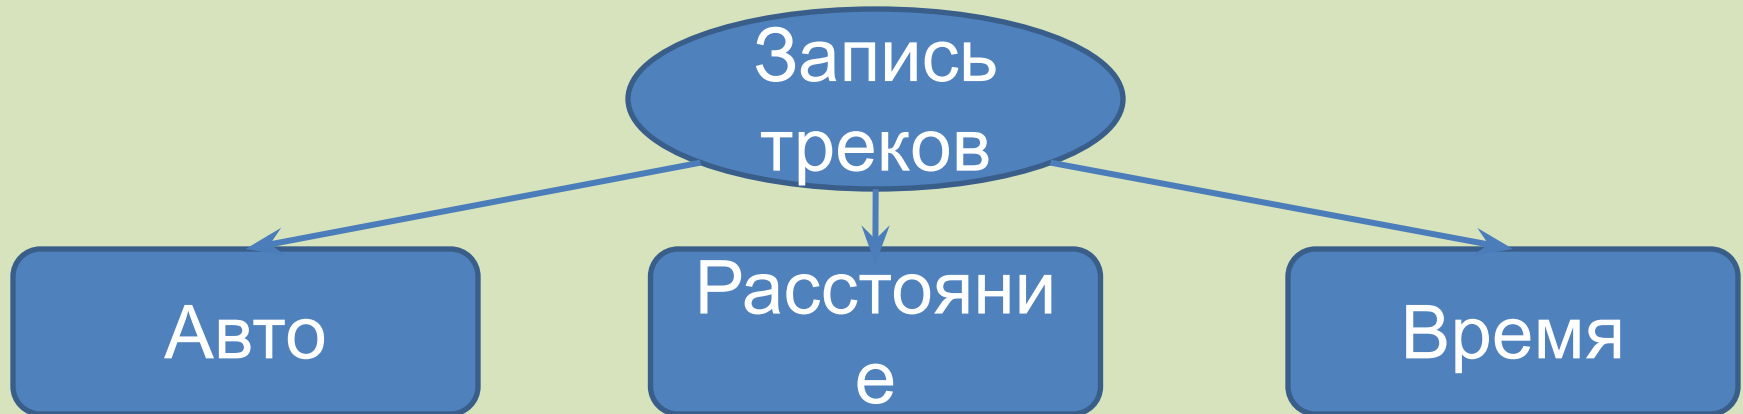 Запись
треков
Авто
Расстояни
е
Время